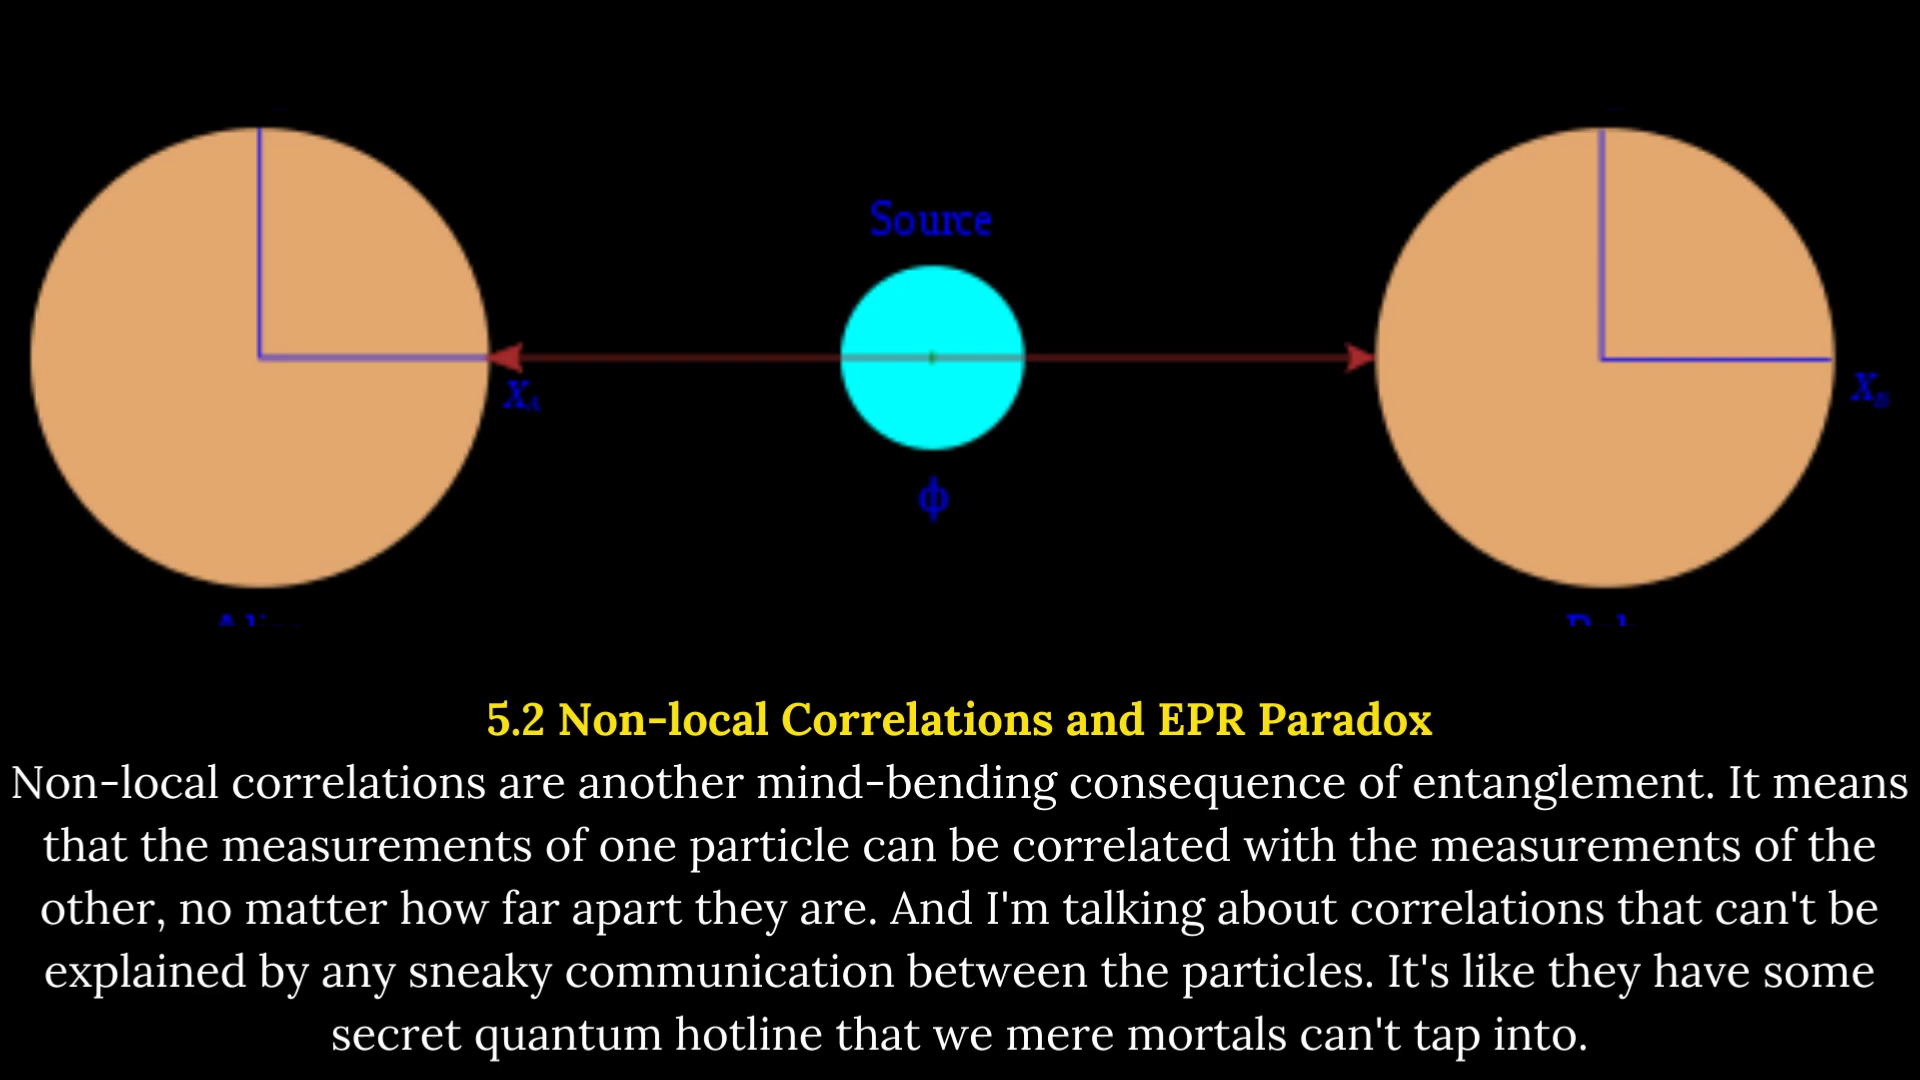 Source
X
X
ϕ
5.2 Non-local Correlations and EPR Paradox
Non-local correlations are another mind-bending consequence of entanglement. It means
that the measurements of one particle can be correlated with the measurements of the
other, no matter how far apart they are. And I'm talking about correlations that can't be
explained by any sneaky communication between the particles. It's like they have some
secret quantum hotline that we mere mortals can't tap into.